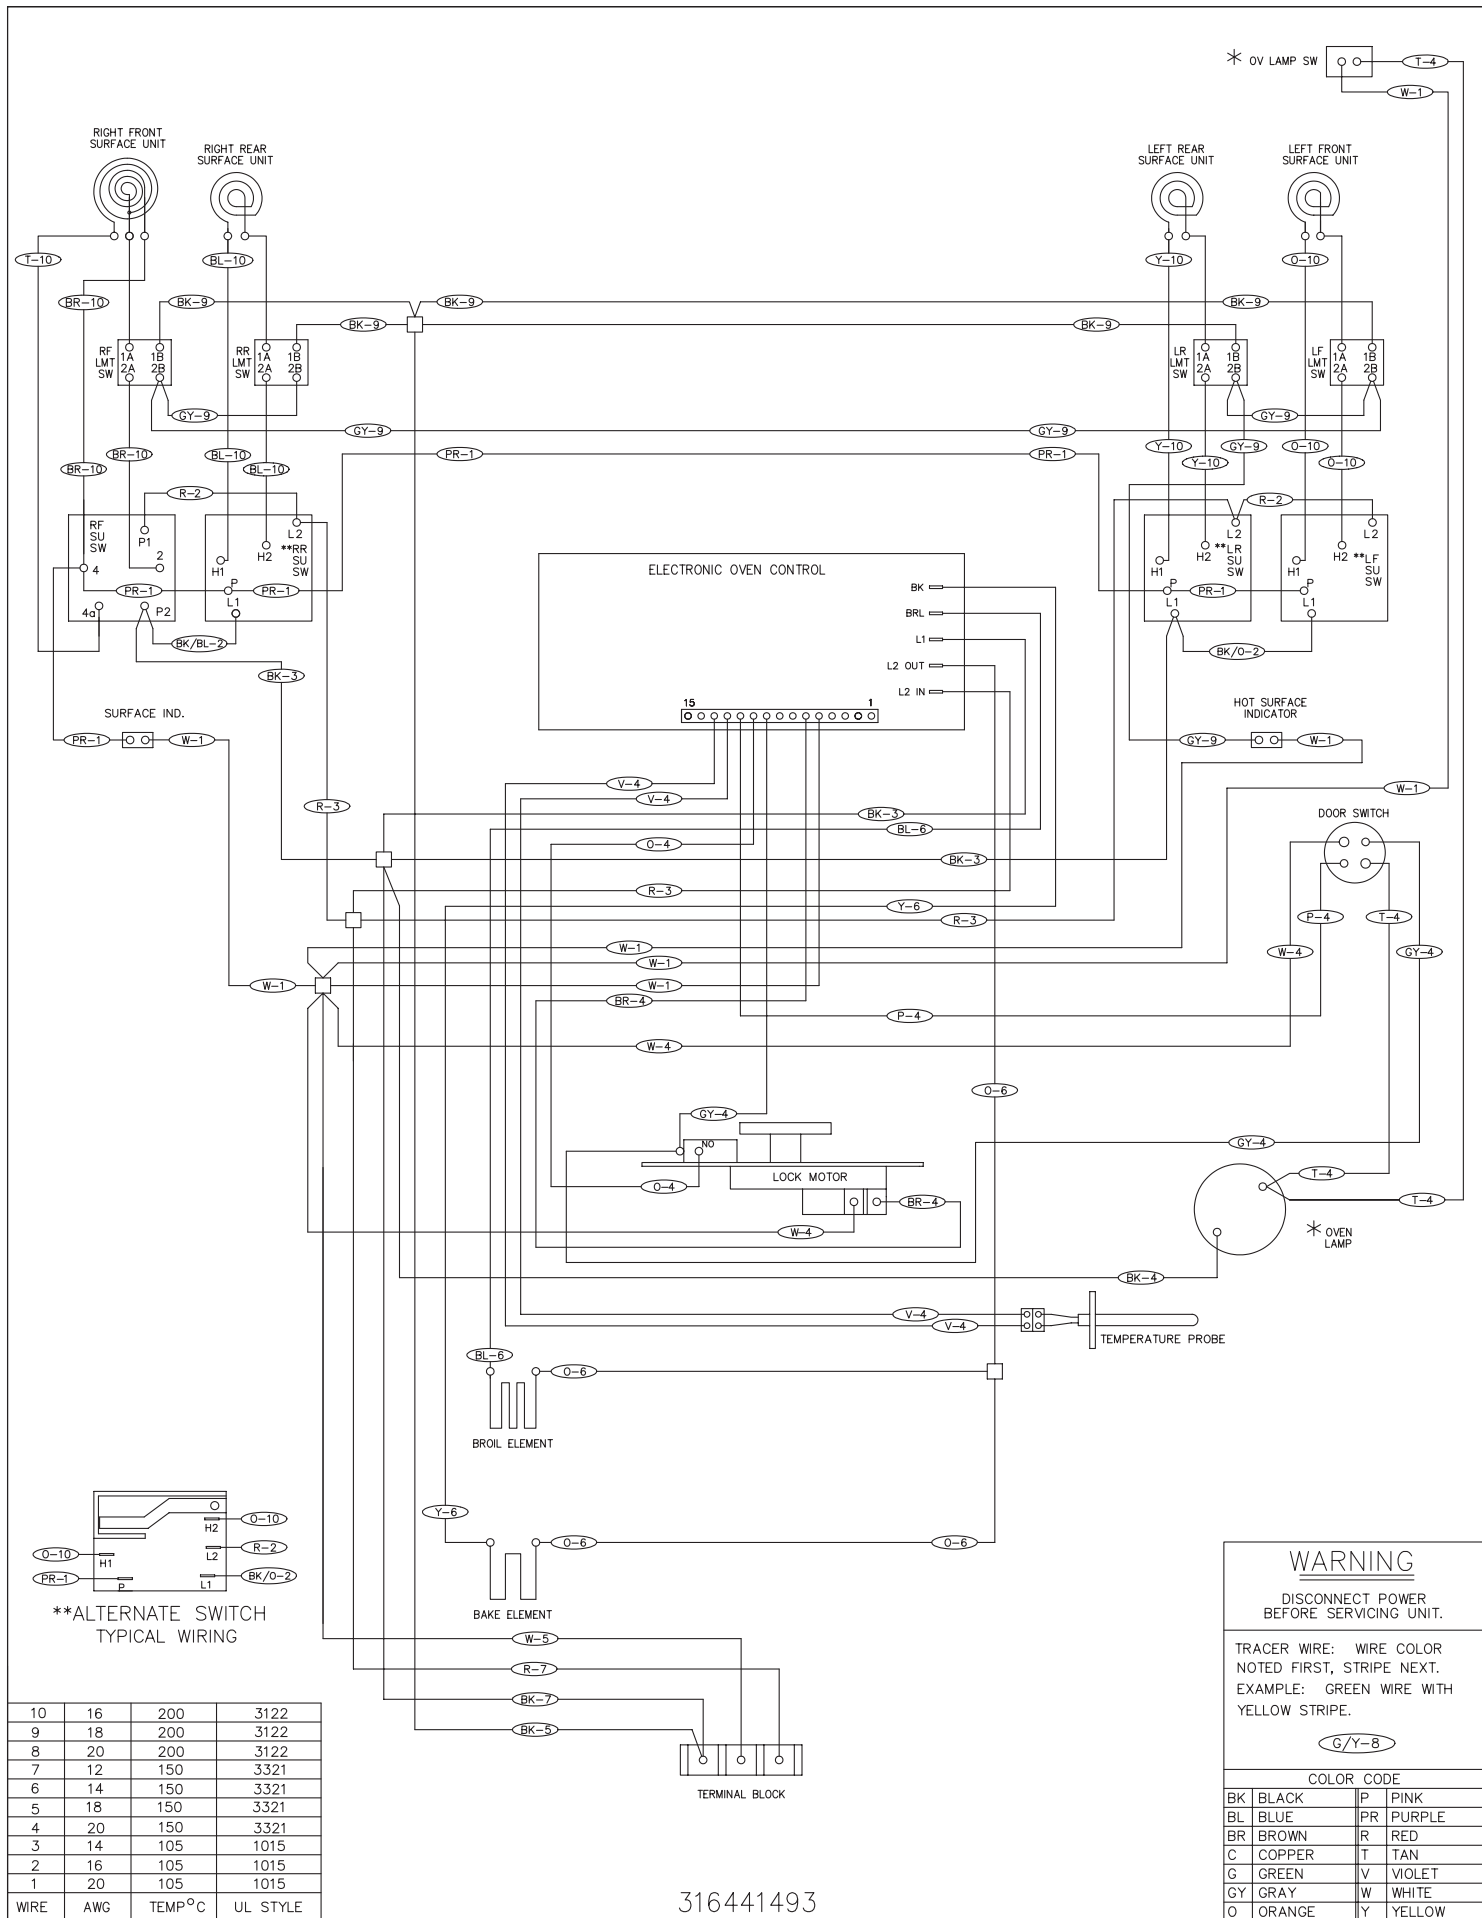 OV LAMP SW
T-4
W-1
RIGHT FRONT
SURFACE UNIT
RIGHT REAR
SURFACE UNIT
LEFT REAR
SURFACE UNIT
LEFT FRONT
SURFACE UNIT
T-10
BL-10
Y-10
O-10
BR-10
BK-9
BK-9
BK-9
BK-9
BK-9
RF
LMT
SW
1A
2A
1B
2B
RR
LMT
SW
1A
2A
1B
2B
LR
LMT
SW
1A
2A
1B
2B
LF
LMT
SW
1A
2A
1B
2B
GY-9
GY-9
GY-9
GY-9
BR-10
BR-10
BL-10
BL-10
PR-1
PR-1
Y-10
Y-10
GY-9
O-10
O-10
R-2
R-2
RF
SU
SW
P1
2
4
4a
P2
L2
**RR
SU
SW
H2
H1
P
L1
PR-1
PR-1
BK/BL-2
BK-3
L2
**LR
SU
SW
H2
H1
P
L1
PR-1
L2
**LF
SU
SW
H2
H1
P
L1
BK/O-2
ELECTRONIC OVEN CONTROL
BK
BRL
L1
L2 OUT
L2 IN
15
1
SURFACE IND.
PR-1
W-1
HOT SURFACE
INDICATOR
GY-9
W-1
V-4
V-4
R-3
BK-3
BL-6
O-4
BK-3
W-1
DOOR SWITCH
R-3
Y-6
R-3
P-4
T-4
W-1
W-4
GY-4
W-1
W-1
W-1
BR-4
P-4
W-4
O-6
GY-4
NO
GY-4
LOCK MOTOR
O-4
BR-4
W-4
T-4
T-4
OVEN
LAMP
BK-4
V-4
V-4
TEMPERATURE PROBE
BL-6
O-6
BROIL ELEMENT
Y-6
O-6
O-6
BAKE ELEMENT
H2
O-10
O-10
H1
L2
R-2
PR-1
P
L1
BK/O-2
**ALTERNATE SWITCH
TYPICAL WIRING
W-5
R-7
BK-7
BK-5
TERMINAL BLOCK
10 16 200 3122
9 18 200 3122
8 20 200 3122
7 12 150 3321
6 14 150 3321
5 18 150 3321
4 20 150 3321
3 14 105 1015
2 16 105 1015
1 20 105 1015
WIRE AWG TEMP°C UL STYLE
316441493
WARNING
DISCONNECT POWER
BEFORE SERVICING UNIT.
TRACER WIRE: WIRE COLOR
NOTED FIRST, STRIPE NEXT.
EXAMPLE: GREEN WIRE WITH
YELLOW STRIPE.
G/Y-8
COLOR CODE
BK BLACK P PINK
BL BLUE PR PURPLE
BR BROWN R RED
C COPPER T TAN
G GREEN V VIOLET
GY GRAY W WHITE
O ORANGE Y YELLOW